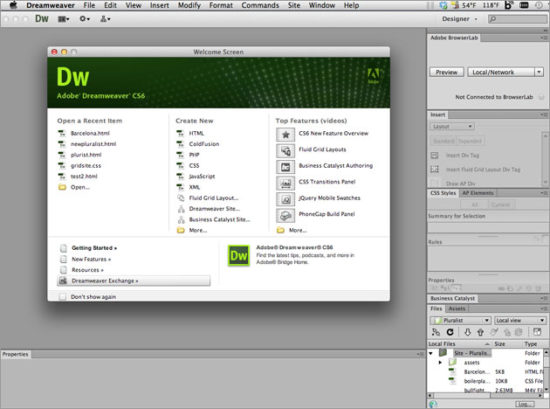 Dreamweaver File Edit View Insert Modify Format Commands Site Window Help 54°F 118°F
Dw Designer
Adobe BrowserLab
Preview Local/Network
Not Connected to BrowserLab
Welcome Screen
Dw
Adobe® Dreamweaver® CS6
Adobe
Open a Recent Item
Barcelona.html
newpluralist.html
plurist.html
gridsite.css
test2.html
Open...
Create New
HTML
ColdFusion
PHP
CSS
JavaScript
XML
Fluid Grid Layout...
Dreamweaver Site...
Business Catalyst Site...
More...
Top Features (videos)
CS6 New Feature Overview
Fluid Grid Layouts
Business Catalyst Authoring
CSS Transitions Panel
jQuery Mobile Swatches
PhoneGap Build Panel
More...
Getting Started »
New Features »
Resources »
Dreamweaver Exchange »
Dw
Adobe® Dreamweaver® CS6
Find the latest tips, podcasts, and more in
Adobe® Bridge Home.
Don't show again
Insert
Layout
Standard Expanded
Insert Div Tag
Insert Fluid Grid Layout Div Tag
Draw AP Div
CSS Styles AP Elements
All Current
Summary for Selection
Rules
Properties
Business Catalyst
Files Assets
Pluralist Local view
Local Files Size Type
Site - Pluralist... Folder
assets Folder
Barcelon... 5KB HTML Fi
boilerpla... 10KB CSS Fil
bullfight... 2.63MB M4V Fil
Log...
Properties